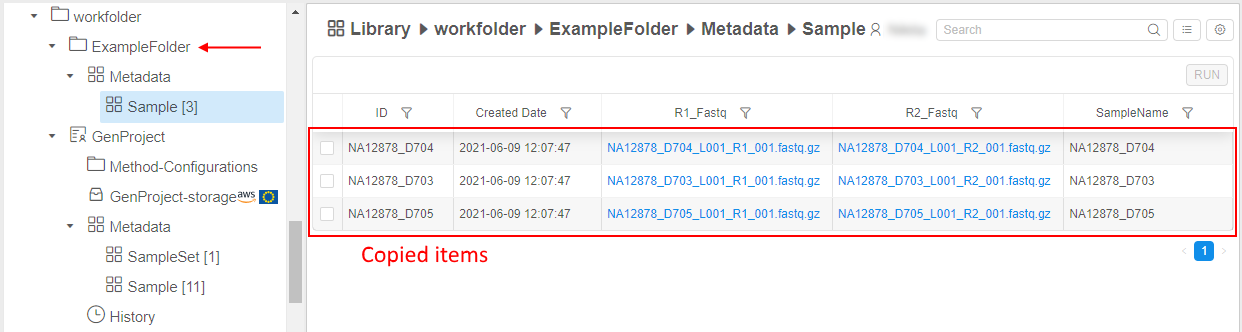 workfolder
ExampleFolder
Metadata
Sample [3]
GenProject
Method-Configurations
GenProject-storage aws
Metadata
SampleSet [1]
Sample [11]
History
Library workfolder ExampleFolder Metadata Sample
Search
RUN
ID Created Date R1_Fastq R2_Fastq SampleName
NA12878_D704 2021-06-09 12:07:47 NA12878_D704_L001_R1_001.fastq.gz NA12878_D704_L001_R2_001.fastq.gz NA12878_D704
NA12878_D703 2021-06-09 12:07:47 NA12878_D703_L001_R1_001.fastq.gz NA12878_D703_L001_R2_001.fastq.gz NA12878_D703
NA12878_D705 2021-06-09 12:07:47 NA12878_D705_L001_R1_001.fastq.gz NA12878_D705_L001_R2_001.fastq.gz NA12878_D705
Copied items
1